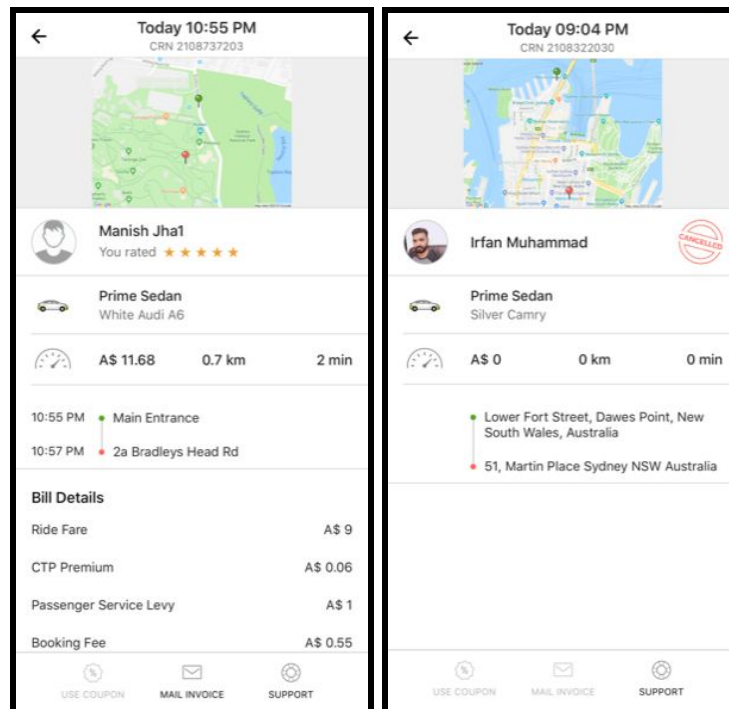 Today 10:55 PM
CRN 2108737203
Manish Jha1
You rated
Prime Sedan
White Audi A6
A$ 11.68 0.7 km 2 min
10:55 PM Main Entrance
10:57 PM 2a Bradleys Head Rd
Bill Details
Ride Fare A$ 9
CTP Premium A$ 0.06
Passenger Service Levy A$ 1
Booking Fee A$ 0.55
USE COUPON MAIL INVOICE SUPPORT
Today 09:04 PM
CRN 2108322030
Irfan Muhammad
CANCELLED
Prime Sedan
Silver Camry
A$ 0 0 km 0 min
Lower Fort Street, Dawes Point, New
South Wales, Australia
51, Martin Place Sydney NSW Australia
USE COUPON MAIL INVOICE SUPPORT